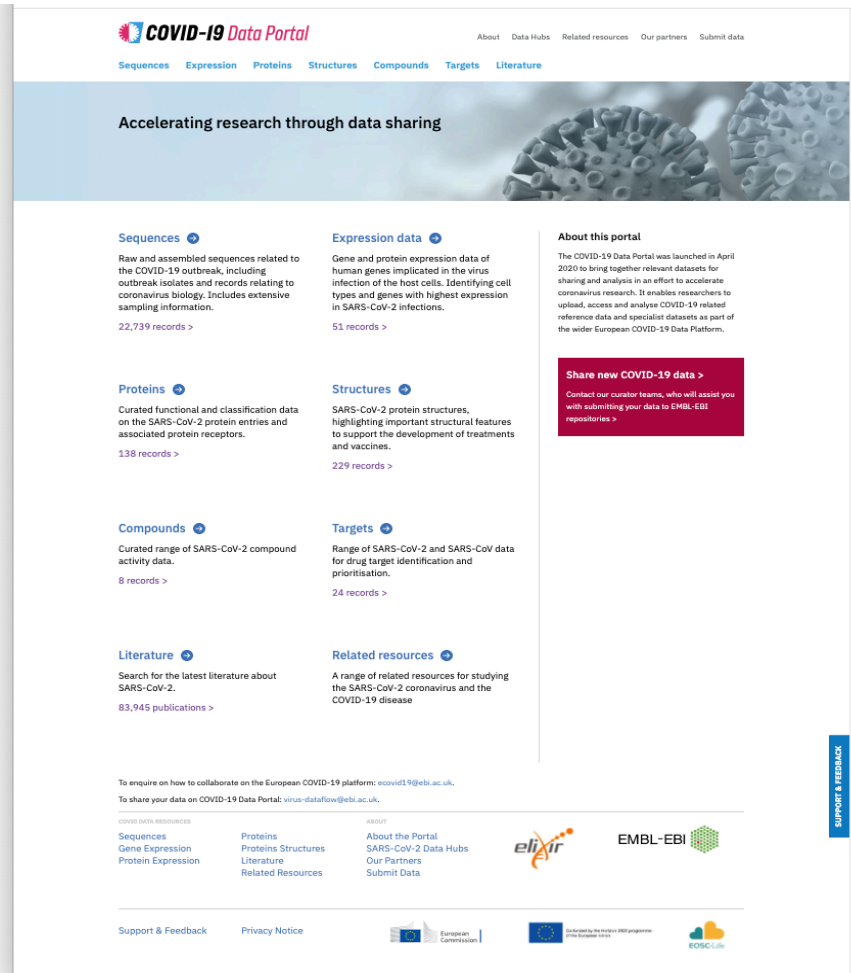 COVID-19 Data Portal
About Data Hubs Related resources Our partners Submit data
Sequences Expression Proteins Structures Compounds Targets Literature
Accelerating research through data sharing
Sequences
Raw and assembled sequences related to
the COVID-19 outbreak, including
outbreak isolates and records relating to
coronavirus biology. Includes extensive
sampling information.
22,739 records >
Expression data
Gene and protein expression data of
human genes implicated in the virus
infection of the host cells. Identifying cell
types and genes with highest expression
in SARS-CoV-2 infections.
51 records >
Proteins
Curated functional and classification data
on the SARS-CoV-2 protein entries and
associated protein receptors.
138 records >
Structures
SARS-CoV-2 protein structures,
highlighting important structural features
to support the development of treatments
and vaccines.
229 records >
Compounds
Curated range of SARS-CoV-2 compound
activity data.
8 records >
Targets
Range of SARS-CoV-2 and SARS-CoV data
for drug target identification and
prioritisation.
24 records >
Literature
Search for the latest literature about
SARS-CoV-2.
83,945 publications >
Related resources
A range of related resources for studying
the SARS-CoV-2 coronavirus and the
COVID-19 disease
About this portal
The COVID-19 Data Portal was launched in April
2020 to bring together relevant datasets for
sharing and analysis in an effort to accelerate
coronavirus research. It enables researchers to
upload, access and analyse COVID-19 related
reference data and specialist datasets as part of
the wider European COVID-19 Data Platform.
Share new COVID-19 data >
Contact our curator teams, who will assist you
with submitting your data to EMBL-EBI
repositories >
SUPPORT & FEEDBACK
To enquire on how to collaborate on the European COVID-19 platform: ecovid19@ebi.ac.uk.
To share your data on COVID-19 Data Portal: virus-dataflow@ebi.ac.uk.
COVID DATA RESOURCES
Sequences
Gene Expression
Protein Expression
Proteins
Proteins Structures
Literature
Related Resources
ABOUT
About the Portal
SARS-CoV-2 Data Hubs
Our Partners
Submit Data
elixir
EMBL-EBI
Support & Feedback
Privacy Notice
European
Commission
Co-funded by the Horizon 2020 programme
of the European Union
EOSC-Life